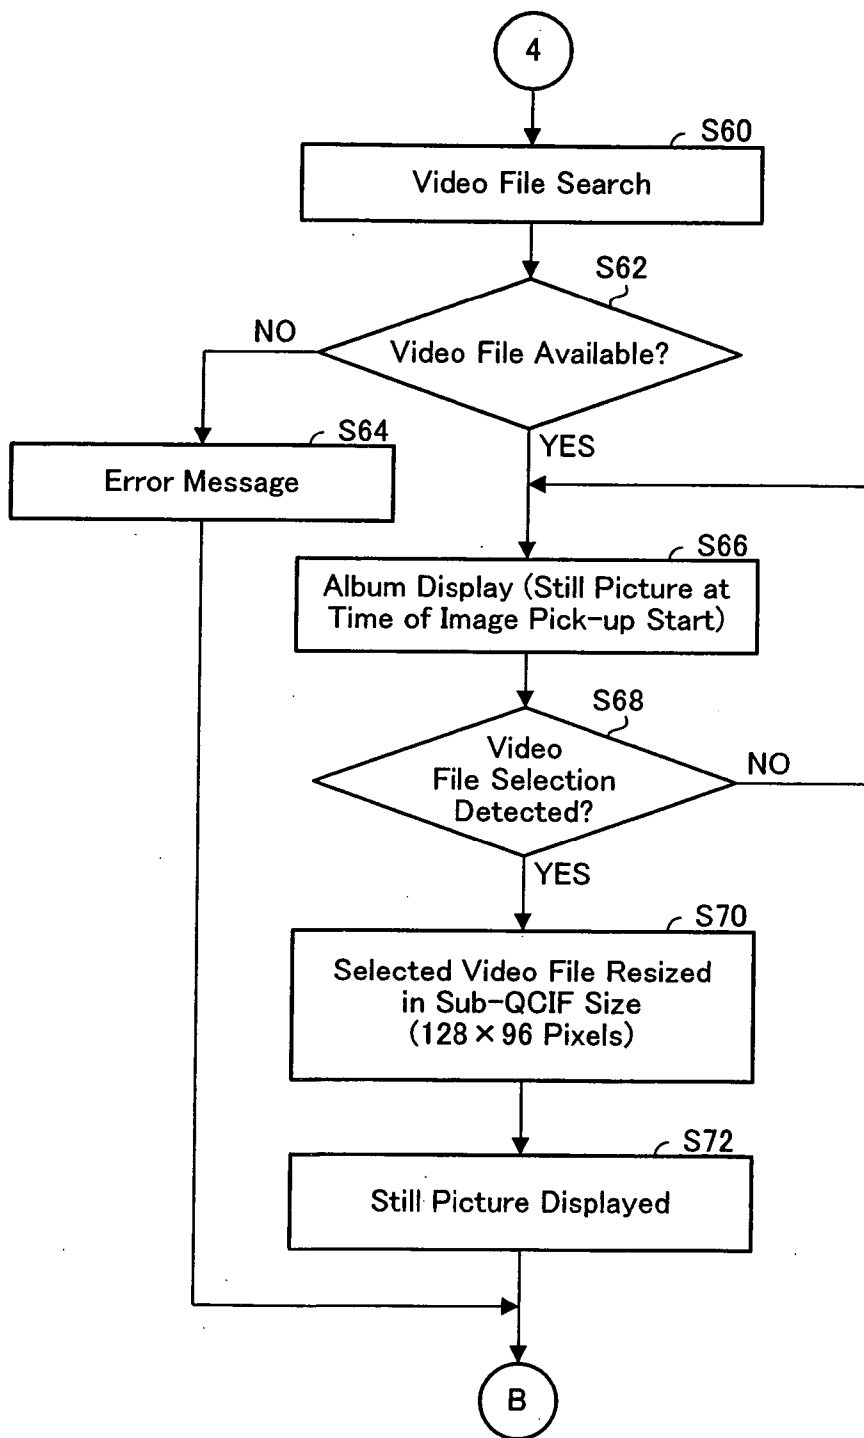 4
S60
Video File Search
S62
NO
Video File Available?
S64
YES
Error Message
S66
Album Display (Still Picture at
Time of Image Pick-up Start)
S68
Video
File Selection
Detected?
NO
YES
S70
Selected Video File Resized
in Sub-QCIF Size
(128 × 96 Pixels)
S72
Still Picture Displayed
B